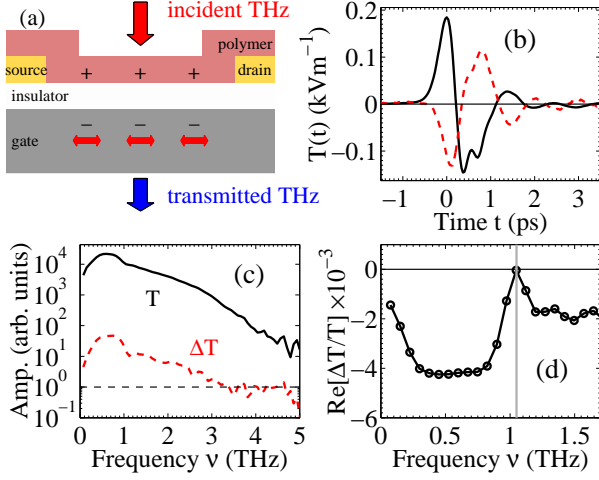 (a)
incident THz
polymer
source
+ + +
drain
insulator
− − −
gate
transmitted THz
(b)
T(t) (kVm⁻¹)
0.2
0.1
0
−0.1
−1 0 1 2 3
Time t (ps)
(c)
Amp. (arb. units)
10⁴
10³
10²
10¹
10⁰
10⁻¹
T
ΔT
0 1 2 3 4 5
Frequency ν (THz)
(d)
Re[ΔT/T]×10⁻³
0
−2
−4
−6
0 0.5 1 1.5
Frequency ν (THz)